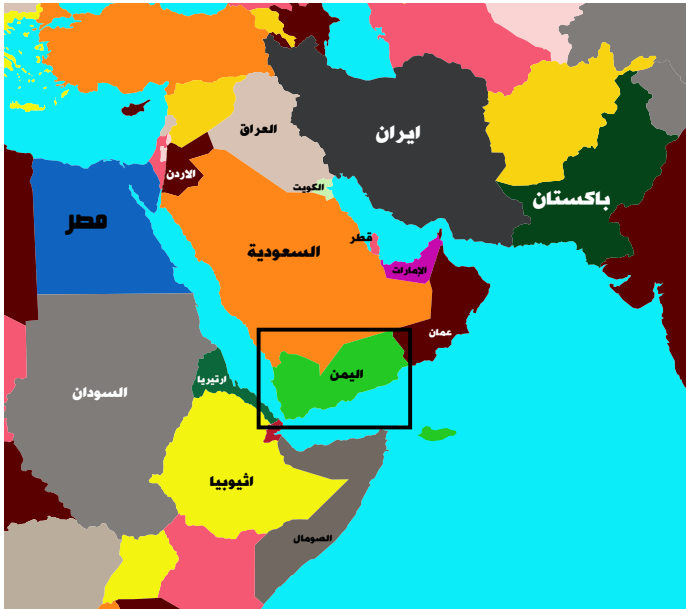 العراق
ايران
الاردن
الكويت
باكستان
مصر
قطر
السعودية
الإمارات
عمان
اليمن
ارتيريا
السودان
اثيوبيا
الصومال